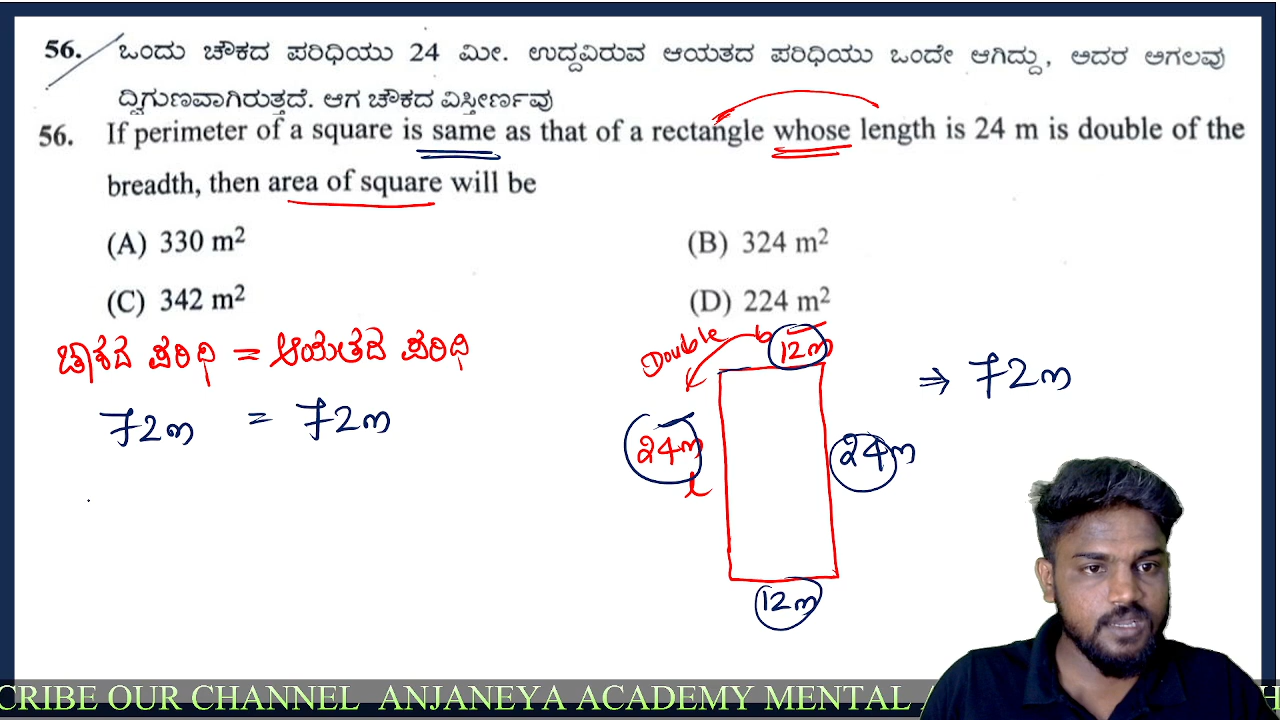 56. ಒಂದು ಚೌಕದ ಪರಿಧಿಯು 24 ಮೀ. ಉದ್ದವಿರುವ ಆಯತದ ಪರಿಧಿಯು ಒಂದೇ ಆಗಿದ್ದು, ಅದರ ಅಗಲವು
ದ್ವಿಗುಣವಾಗಿರುತ್ತದೆ. ಆಗ ಚೌಕದ ವಿಸ್ತೀರ್ಣವು
56. If perimeter of a square is same as that of a rectangle whose length is 24 m is double of the
breadth, then area of square will be
(A) 330 m²
(B) 324 m²
(C) 342 m²
(D) 224 m²
ಚೌಕದ ಪರಿಧಿ = ಆಯತದ ಪರಿಧಿ
72m = 72m
Double b 12m
24m
l
24m
12m
⇒ 72m
CRIBE OUR CHANNEL ANJANEYA ACADEMY MENTAL A